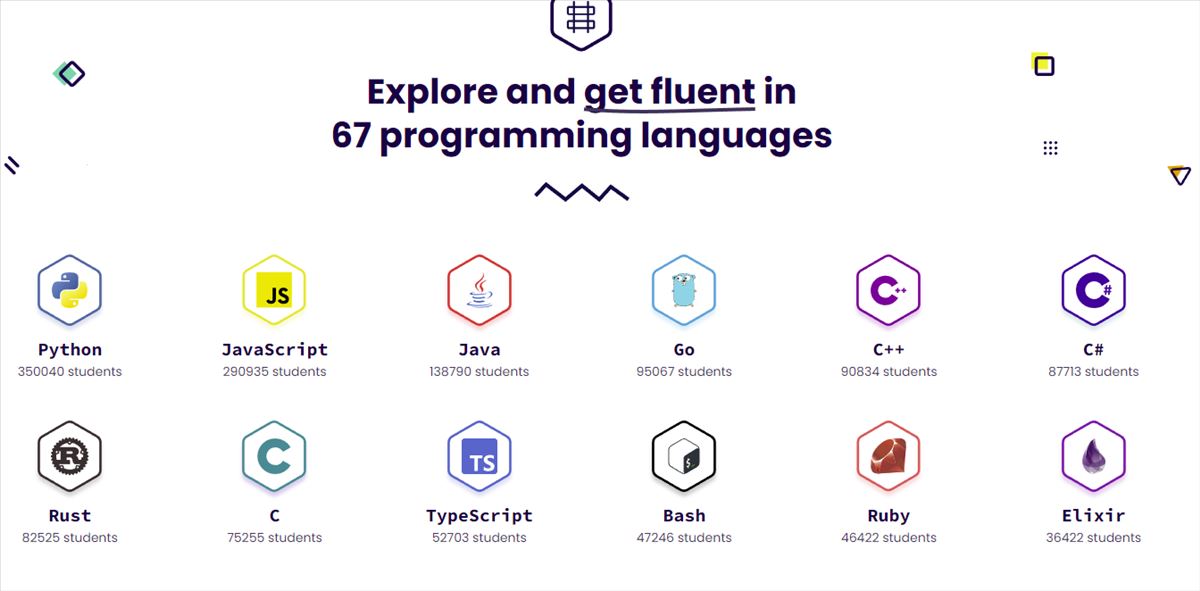 Explore and get fluent in
67 programming languages
JS
Python
JavaScript
Java
Go
C++
C#
350040 students
290935 students
138790 students
95067 students
90834 students
87713 students
R
C
TS
$
Rust
C
TypeScript
Bash
Ruby
Elixir
82525 students
75255 students
52703 students
47246 students
46422 students
36422 students